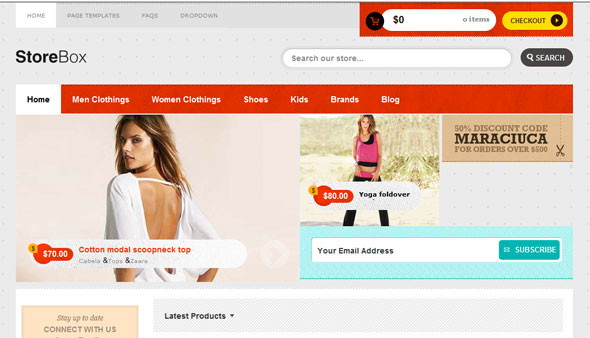 HOME PAGE TEMPLATES FAQS DROPDOWN
$0 0 items CHECKOUT
StoreBox
Search our store... SEARCH
Home Men Clothings Women Clothings Shoes Kids Brands Blog
50% DISCOUNT CODE
MARACIUCA
FOR ORDERS OVER $500
$ $80.00 Yoga foldover
$ $70.00 Cotton modal scoopneck top
Cabela &Tops &Zaara
Your Email Address SUBSCRIBE
Stay up to date
CONNECT WITH US
Latest Products